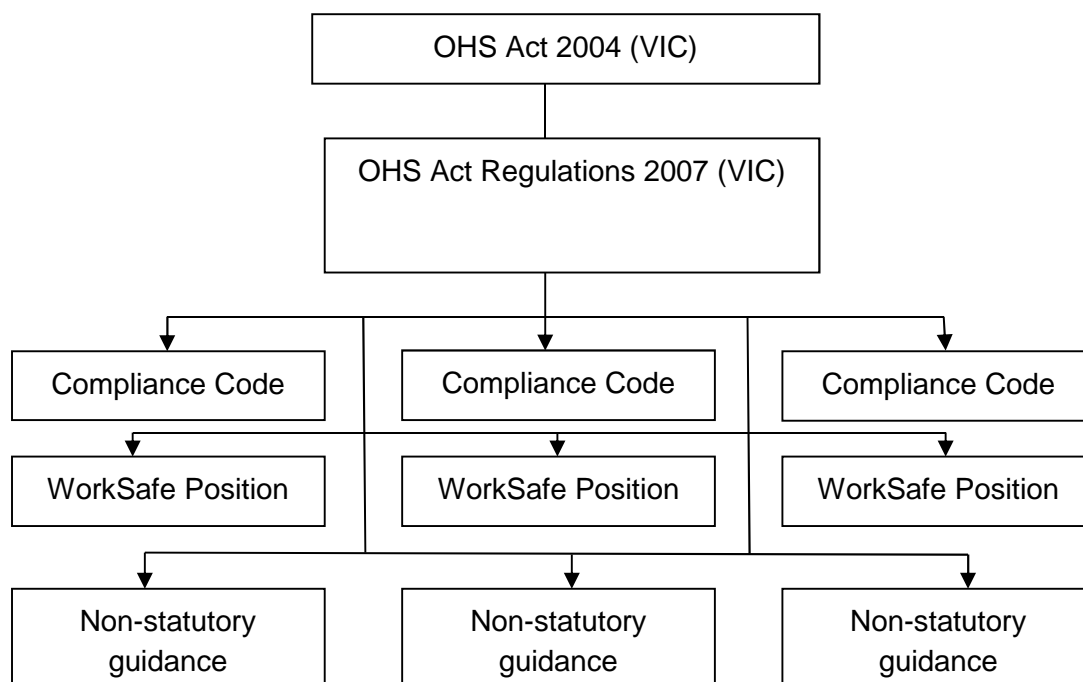 OHS Act 2004 (VIC)
OHS Act Regulations 2007 (VIC)
Compliance Code
Compliance Code
Compliance Code
WorkSafe Position
WorkSafe Position
WorkSafe Position
Non-statutory
guidance
Non-statutory
guidance
Non-statutory
guidance